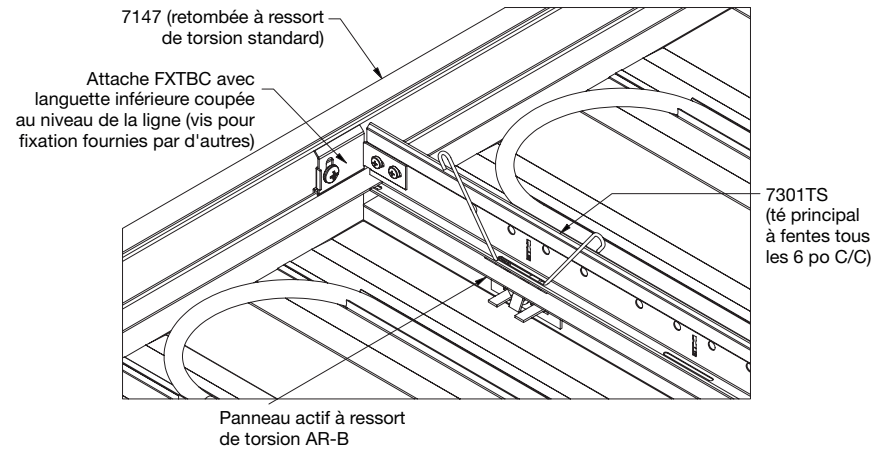 7147 (retombée à ressort
de torsion standard)
Attache FXTBC avec
languette inférieure coupée
au niveau de la ligne (vis pour
fixation fournies par d'autres)
7301TS
(té principal
à fentes tous
les 6 po C/C)
Panneau actif à ressort
de torsion AR-B